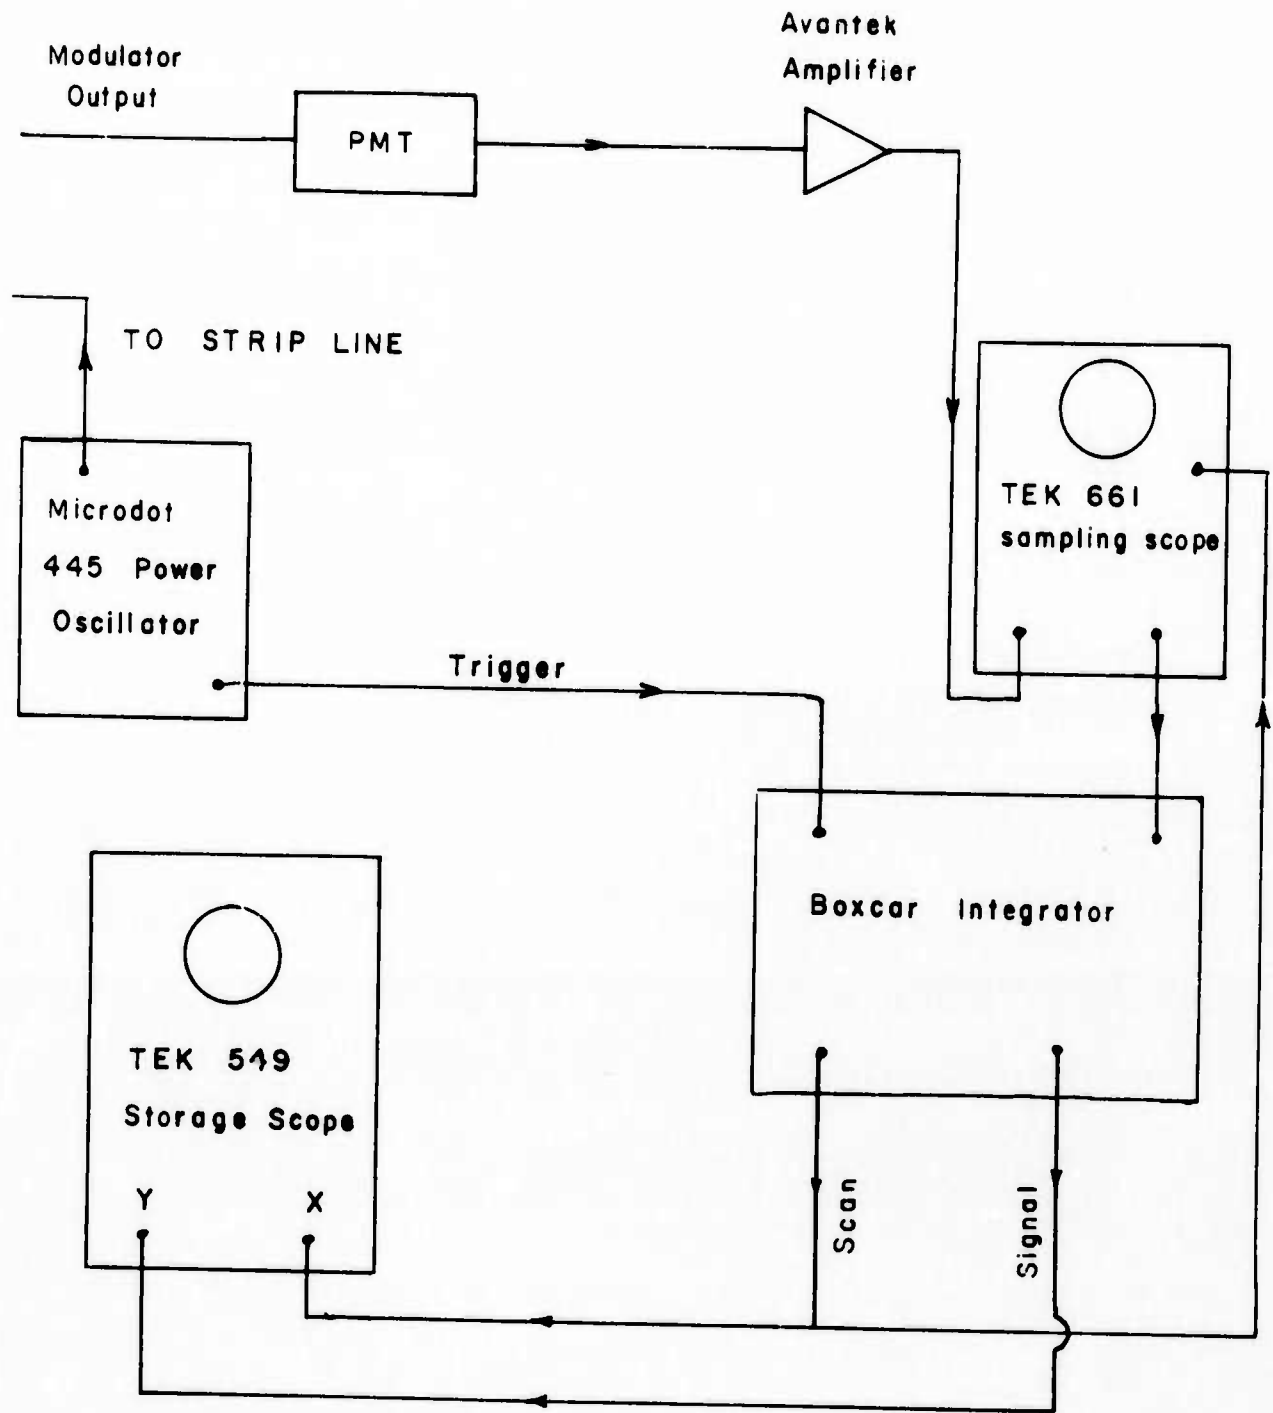 Modulator
Output
PMT
Avantek
Amplifier
TO STRIP LINE
Microdot
445 Power
Oscillator
TEK 661
sampling scope
Trigger
Boxcar Integrator
TEK 549
Storage Scope
Y X
Scan
Signal